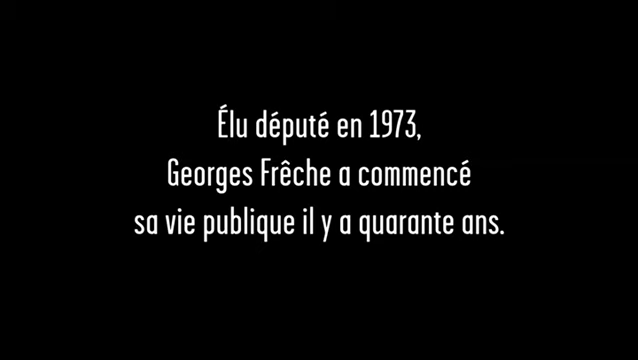 Élu député en 1973,
Georges Frêche a commencé
sa vie publique il y a quarante ans.